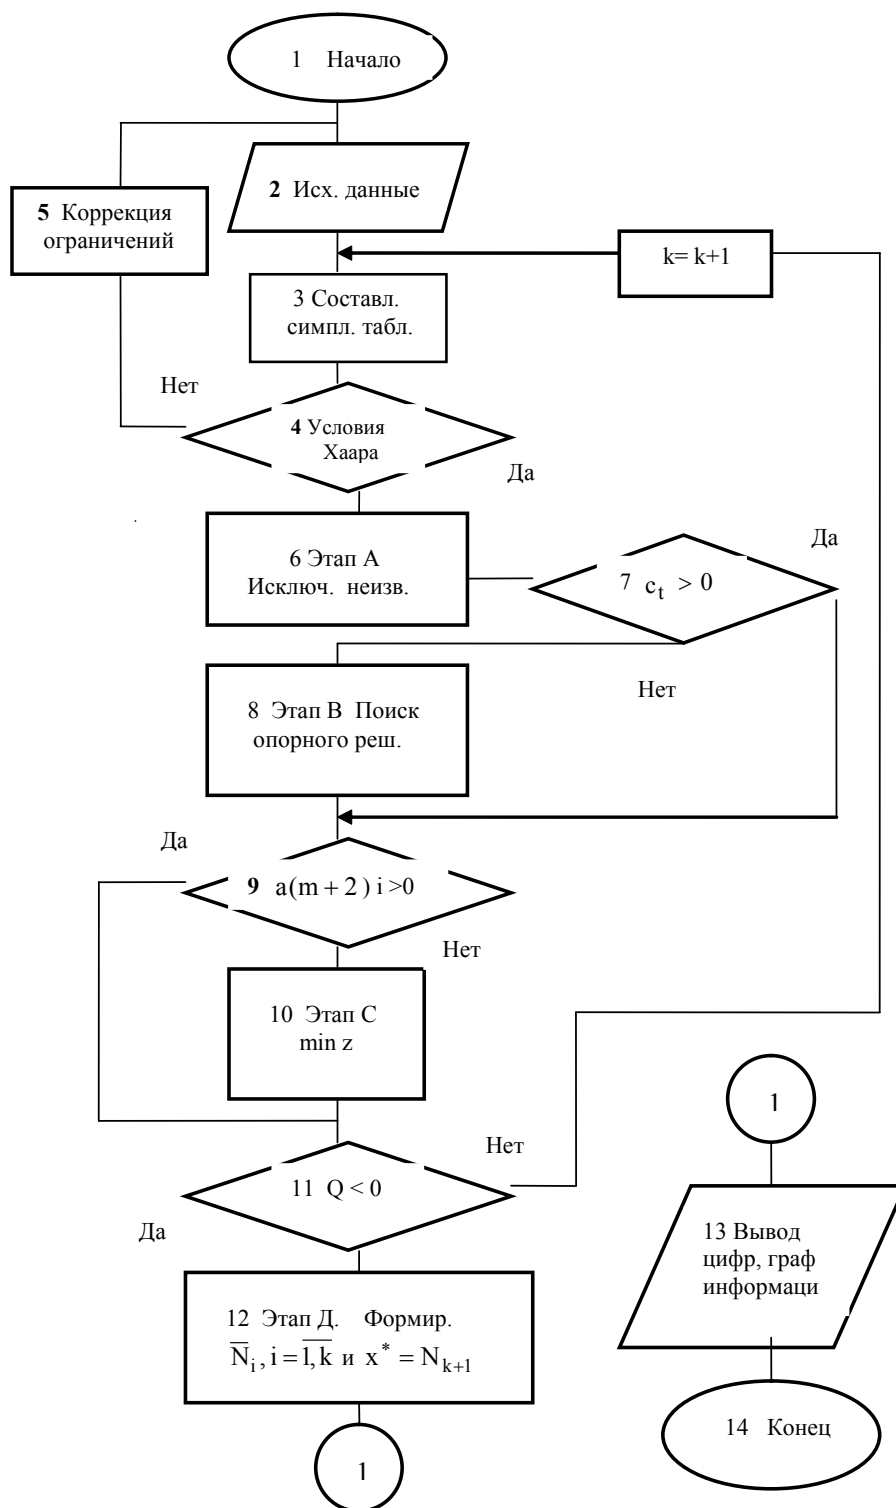 1 Начало
2 Исх. данные
5 Коррекция
ограничений
k= k+1
3 Составл.
симпл. табл.
Нет
4 Условия
Хаара
Да
6 Этап А
Исключ. неизв.
Да
7 c_t > 0
Нет
8 Этап В Поиск
опорного реш.
Да
9 a(m + 2) i >0
Нет
10 Этап С
min z
1
Нет
11 Q < 0
Да
13 Вывод
цифр, граф
информаци
12 Этап Д. Формир.
N̅_i, i = 1̅,̅k̅ и x^* = N_{k+1}
14 Конец
1